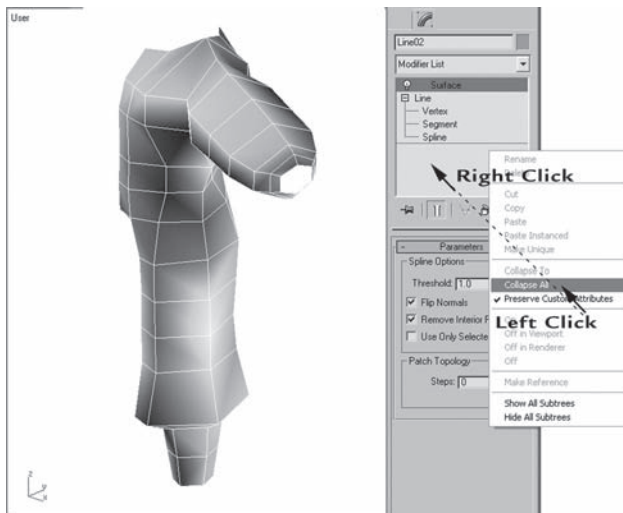 User
Line02
Modifier List
Surface
Line
Vertex
Segment
Spline
Rename
Right Click
Cut
Copy
Paste
Paste Instanced
Make Unique
Parameters
Spline Options
Collapse To
Threshold: 1.0
Collapse All
Flip Normals
Preserve Custom Attributes
Remove Interior
Left Click
Use Only Selecte
Off in Viewport
Off in Renderer
Off
Patch Topology
Steps: 0
Make Reference
Show All Subtrees
Hide All Subtrees
z
y
x